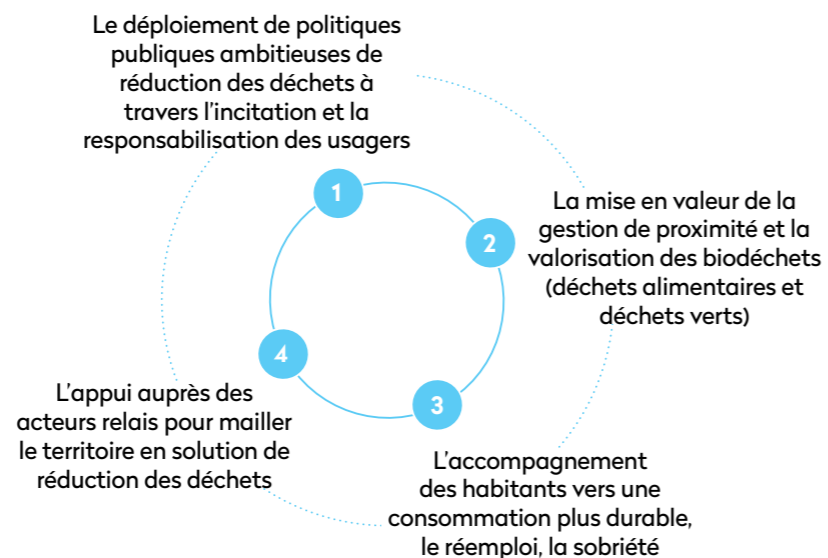 Le déploiement de politiques
publiques ambitieuses de
réduction des déchets à
travers l'incitation et la
responsabilisation des usagers
1
2
La mise en valeur de la
gestion de proximité et la
valorisation des biodéchets
(déchets alimentaires et
déchets verts)
3
L'accompagnement
des habitants vers une
consommation plus durable,
le réemploi, la sobriété
4
L'appui auprès des
acteurs relais pour mailler
le territoire en solution de
réduction des déchets